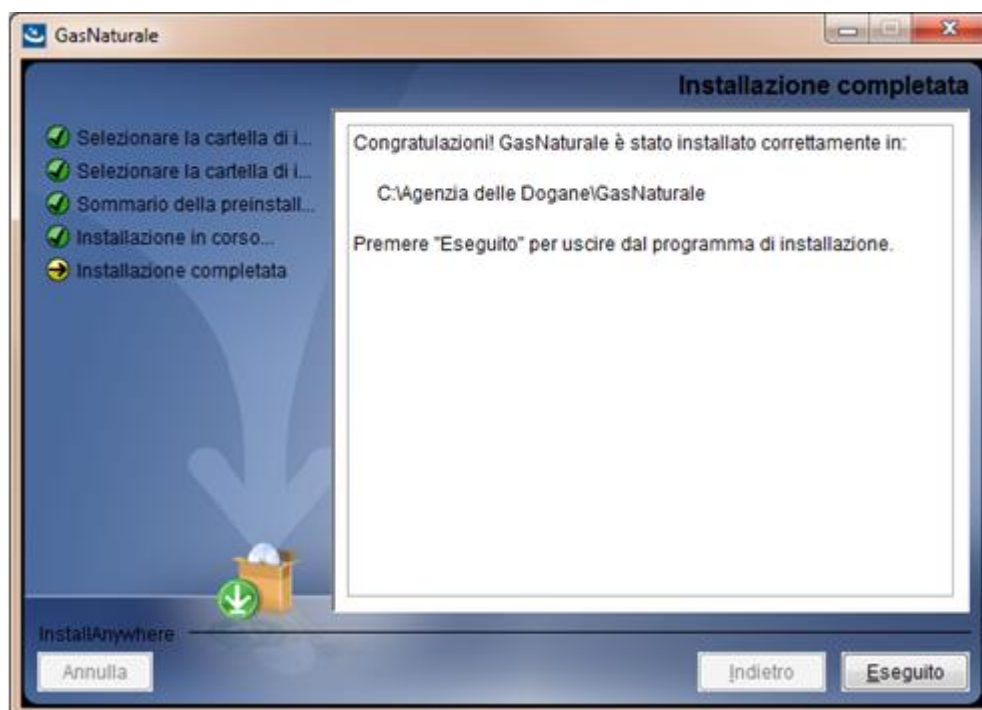 GasNaturale
Installazione completata
Selezionare la cartella di i...
Selezionare la cartella di i...
Sommario della preinstall...
Installazione in corso...
Installazione completata
Congratulazioni! GasNaturale è stato installato correttamente in:
C:\Agenzia delle Dogane\GasNaturale
Premere "Eseguito" per uscire dal programma di installazione.
InstallAnywhere
Annulla
Indietro
Eseguito